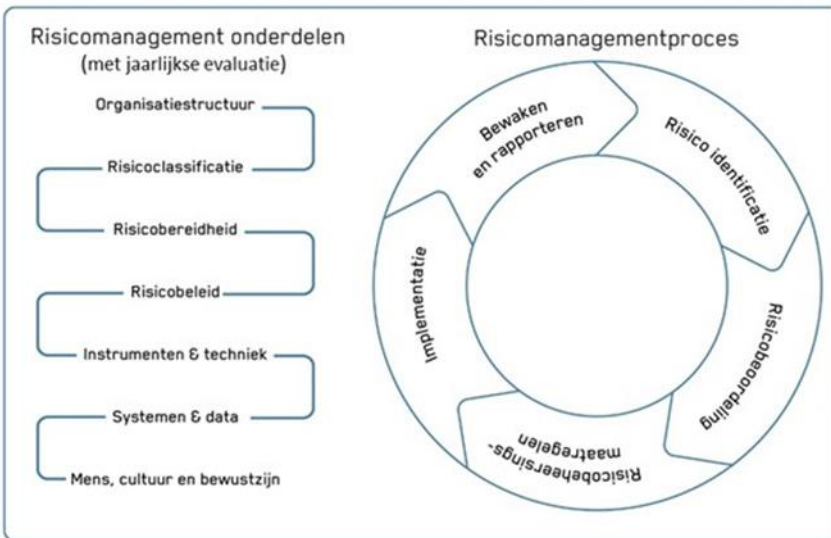 Risicomanagement onderdelen
(met jaarlijkse evaluatie)
Organisatiestructuur
Risicoclassificatie
Risicobereidheid
Risicobeleid
Instrumenten & techniek
Systemen & data
Mens, cultuur en bewustzijn
Risicomanagementproces
Risico identificatie
Risicobeoordeling
Risicobeheersings-
maatregelen
Implementatie
Bewaken
en rapporteren